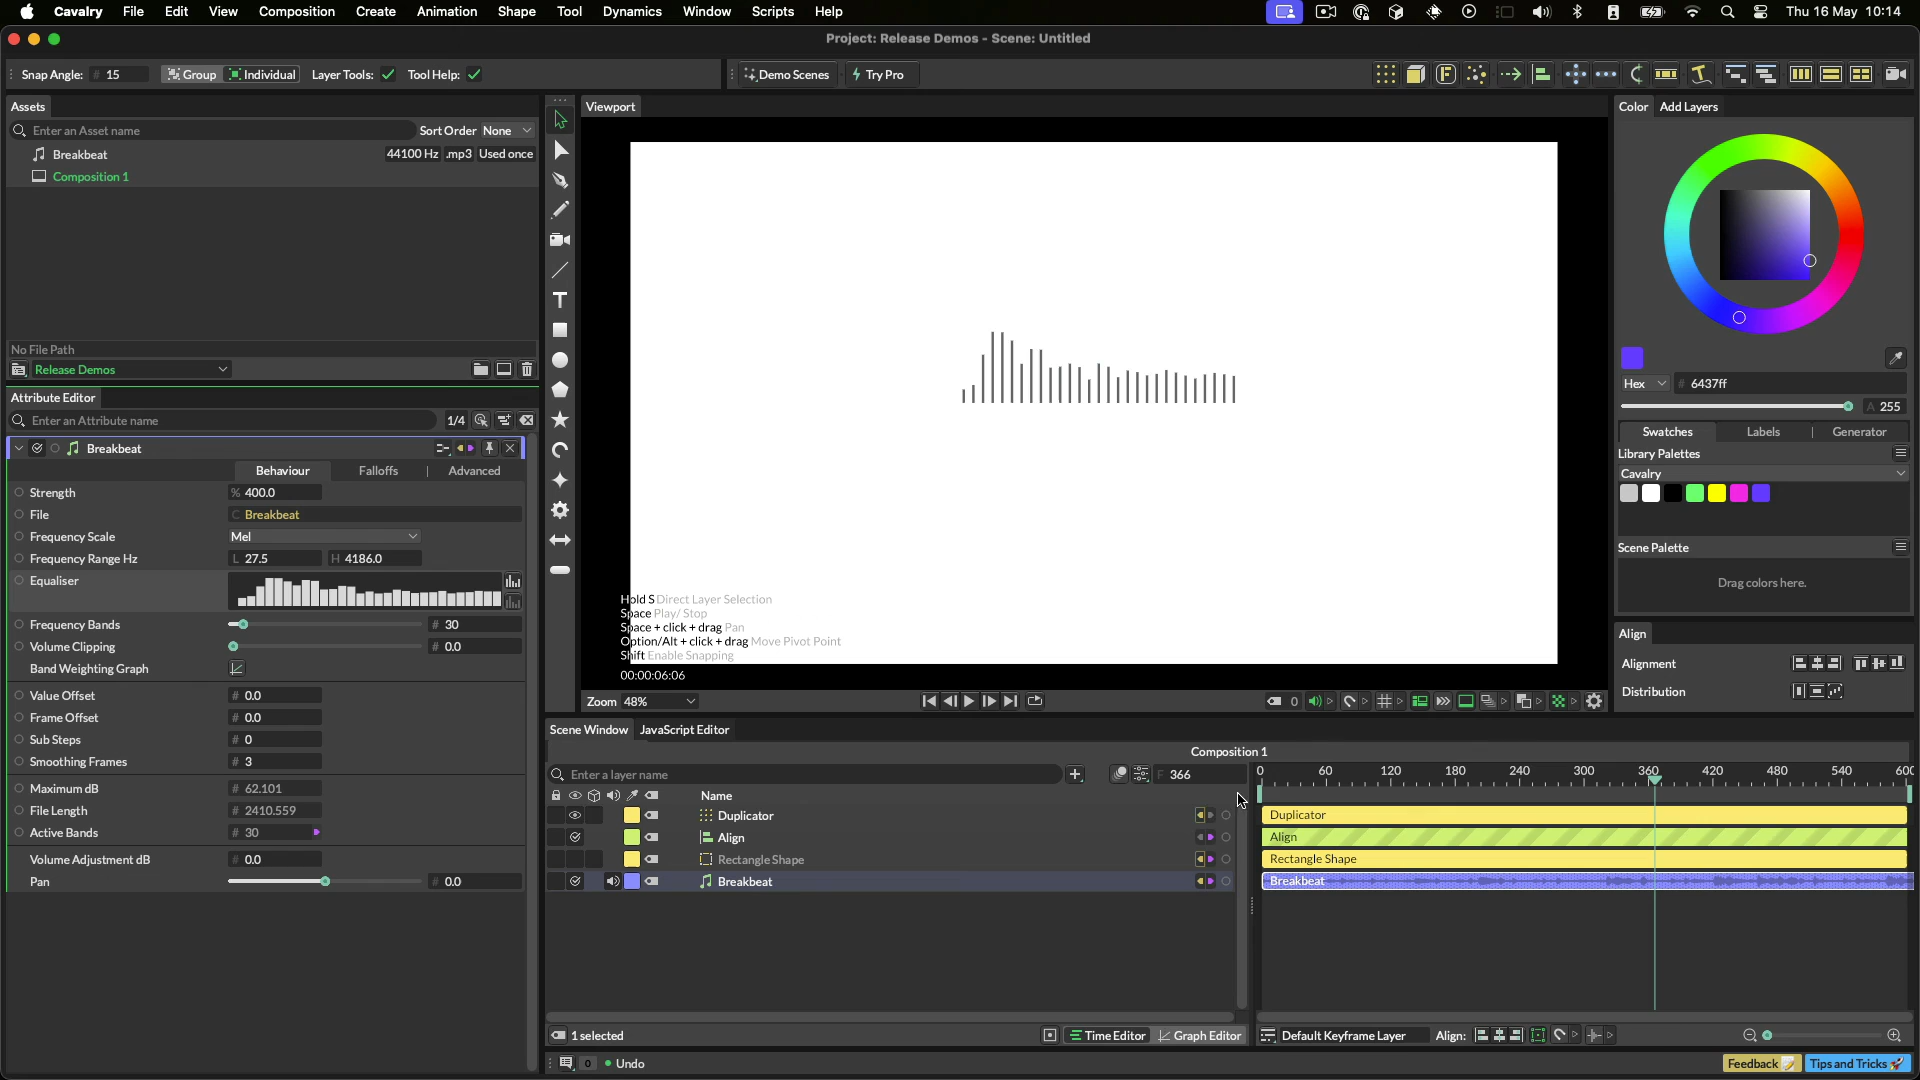 Cavalry File Edit View Composition Create Animation Shape Tool Dynamics Window Scripts Help Thu 16 May 10:14
Project: Release Demos - Scene: Untitled
Snap Angle: # 15 Group Individual Layer Tools: Tool Help: Demo Scenes Try Pro
Assets
Enter an Asset name Sort Order None
Breakbeat 44100 Hz .mp3 Used once
Composition 1
No File Path
Release Demos
Attribute Editor
Enter an Attribute name 1/4
Breakbeat
Behaviour Falloffs | Advanced
Strength % 400.0
File C Breakbeat
Frequency Scale Mel
Frequency Range Hz L 27.5 H 4186.0
Equaliser
Frequency Bands # 30
Volume Clipping # 0.0
Band Weighting Graph
Value Offset # 0.0
Frame Offset # 0.0
Sub Steps # 0
Smoothing Frames # 3
Maximum dB # 62.101
File Length # 2410.559
Active Bands # 30
Volume Adjustment dB # 0.0
Pan # 0.0
Viewport
Hold S Direct Layer Selection
Space Play/ Stop
Space + click + drag Pan
Option/Alt + click + drag Move Pivot Point
Shift Enable Snapping
00:00:06:06
Zoom 48% 0
Color Add Layers
Hex # 6437ff
A 255
Swatches Labels | Generator
Library Palettes
Cavalry
Scene Palette
Drag colors here.
Align
Alignment
Distribution
Scene Window JavaScript Editor
Composition 1
Enter a layer name F 366 0 60 120 180 240 300 360 420 480 540 600
Name
Duplicator Duplicator
Align Align
Rectangle Shape Rectangle Shape
Breakbeat Breakbeat
1 selected Time Editor Graph Editor Default Keyframe Layer Align:
0 Undo Feedback Tips and Tricks